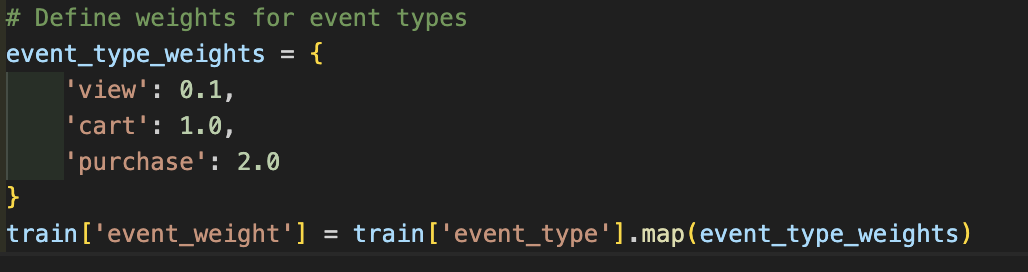 # Define weights for event types
event_type_weights = {
    'view': 0.1,
    'cart': 1.0,
    'purchase': 2.0
}
train['event_weight'] = train['event_type'].map(event_type_weights)